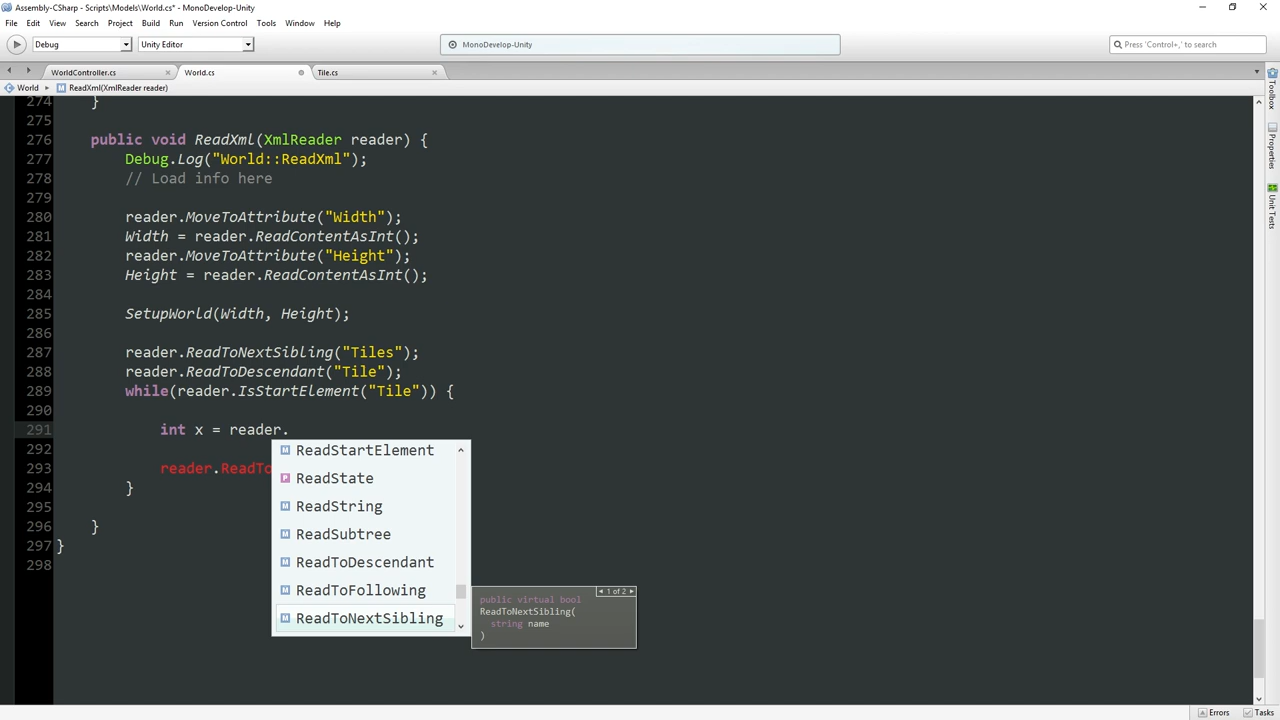 Assembly-CSharp - Scripts\Models\World.cs* - MonoDevelop-Unity
File Edit View Search Project Build Run Version Control Tools Window Help
Debug Unity Editor MonoDevelop-Unity Press 'Control+,' to search
WorldController.cs World.cs Tile.cs
World ReadXml(XmlReader reader)
274 }
275
276 public void ReadXml(XmlReader reader) {
277 Debug.Log("World::ReadXml");
278 // Load info here
279
280 reader.MoveToAttribute("Width");
281 Width = reader.ReadContentAsInt();
282 reader.MoveToAttribute("Height");
283 Height = reader.ReadContentAsInt();
284
285 SetupWorld(Width, Height);
286
287 reader.ReadToNextSibling("Tiles");
288 reader.ReadToDescendant("Tile");
289 while(reader.IsStartElement("Tile")) {
290
291 int x = reader.
292
293 reader.ReadTo
294 }
295
296 }
297 }
298
ReadStartElement
ReadState
ReadString
ReadSubtree
ReadToDescendant
ReadToFollowing
ReadToNextSibling
1 of 2
public virtual bool
ReadToNextSibling(
string name
)
Toolbox
Properties
Unit Tests
Errors Tasks